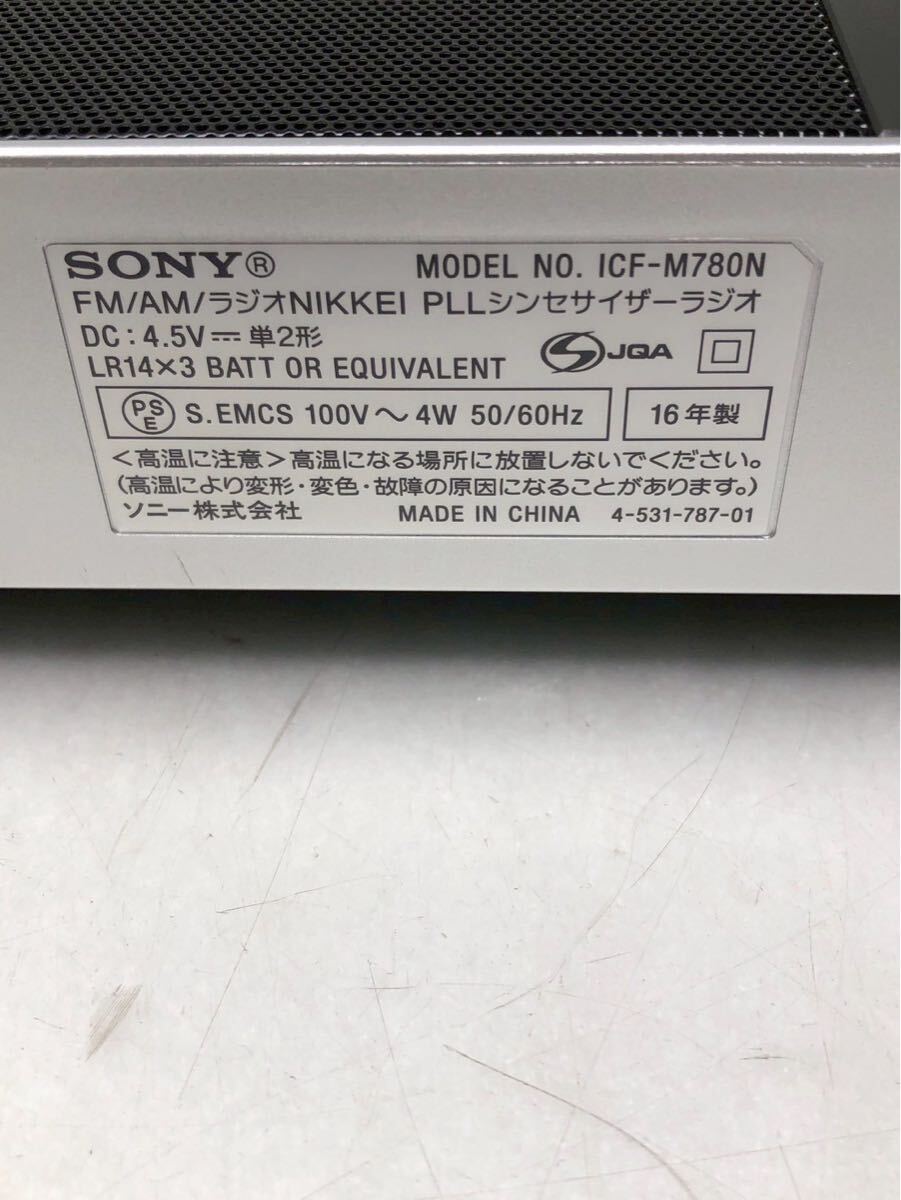 SONY® MODEL NO. ICF-M780N
FM/AM/ラジオNIKKEI PLLシンセサイザーラジオ
DC : 4.5V⎓単2形
LR14×3 BATT OR EQUIVALENT
S JQA
PSE S.EMCS 100V～ 4W 50/60Hz
16年製
＜高温に注意＞高温になる場所に放置しないでください。
(高温により変形・変色・故障の原因になることがあります。)
ソニー株式会社 MADE IN CHINA 4-531-787-01